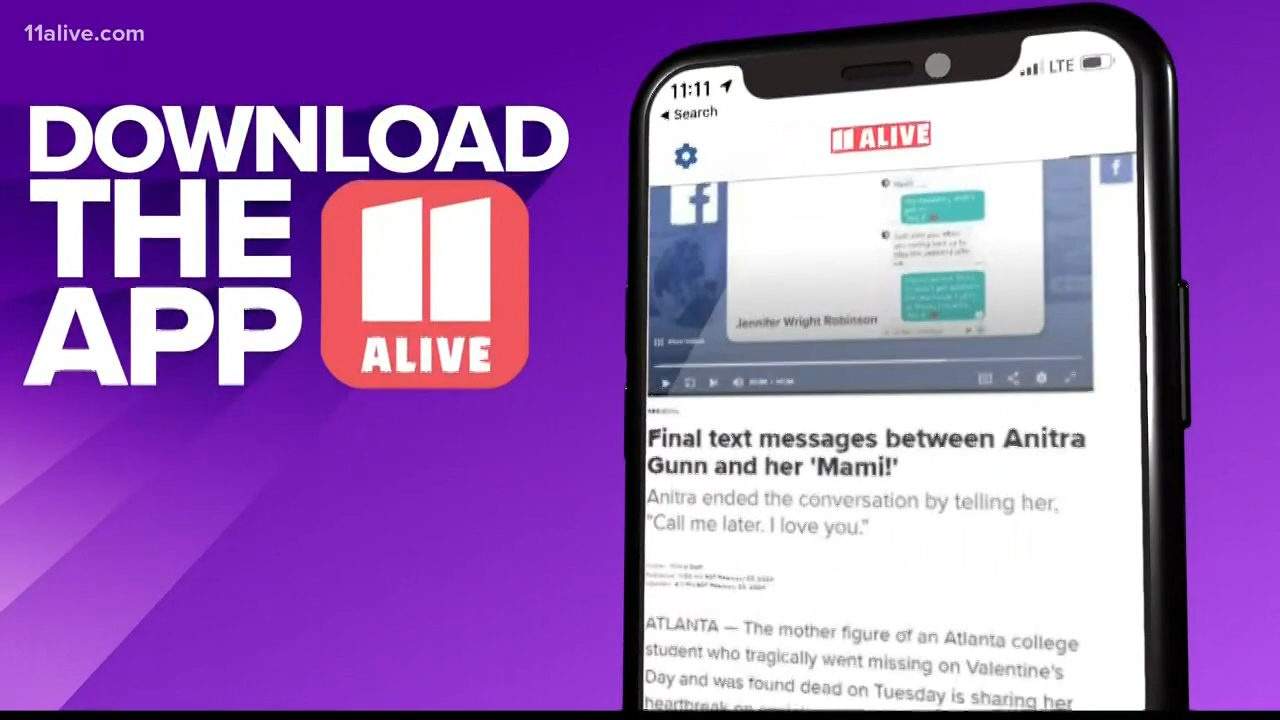 11alive.com
DOWNLOAD
THE
APP
11
ALIVE
11:11
LTE
Search
11 ALIVE
Jennifer Wright Robinson
Final text messages between Anitra
Gunn and her 'Mami!'
Anitra ended the conversation by telling her,
"Call me later. I love you."
ATLANTA — The mother figure of an Atlanta college
student who tragically went missing on Valentine's
Day and was found dead on Tuesday is sharing her
heartbreak on